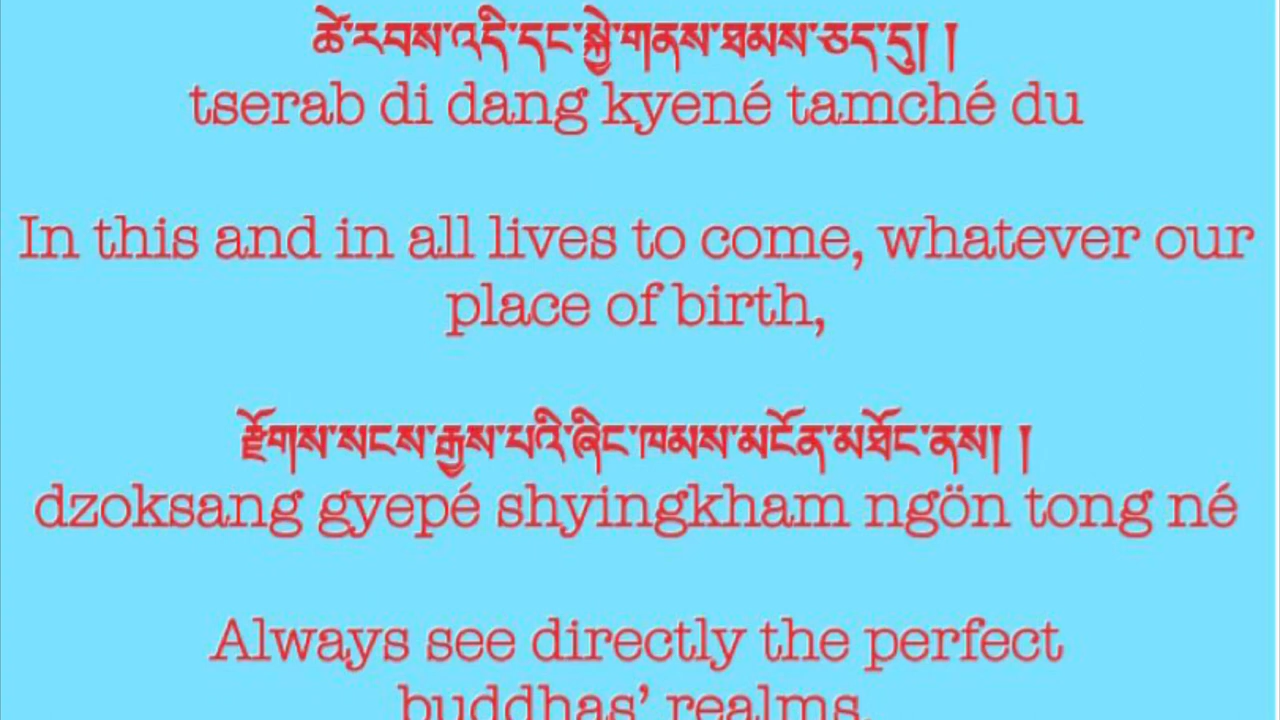 ཚེ་རབས་འདི་དང་སྐྱེ་གནས་ཐམས་ཅད་དུ། །
tserab di dang kyené tamché du
In this and in all lives to come, whatever our
place of birth,
རྫོགས་སངས་རྒྱས་པའི་ཞིང་ཁམས་མངོན་མཐོང་ནས། །
dzoksang gyepé shyingkham ngön tong né
Always see directly the perfect
buddhas’ realms,